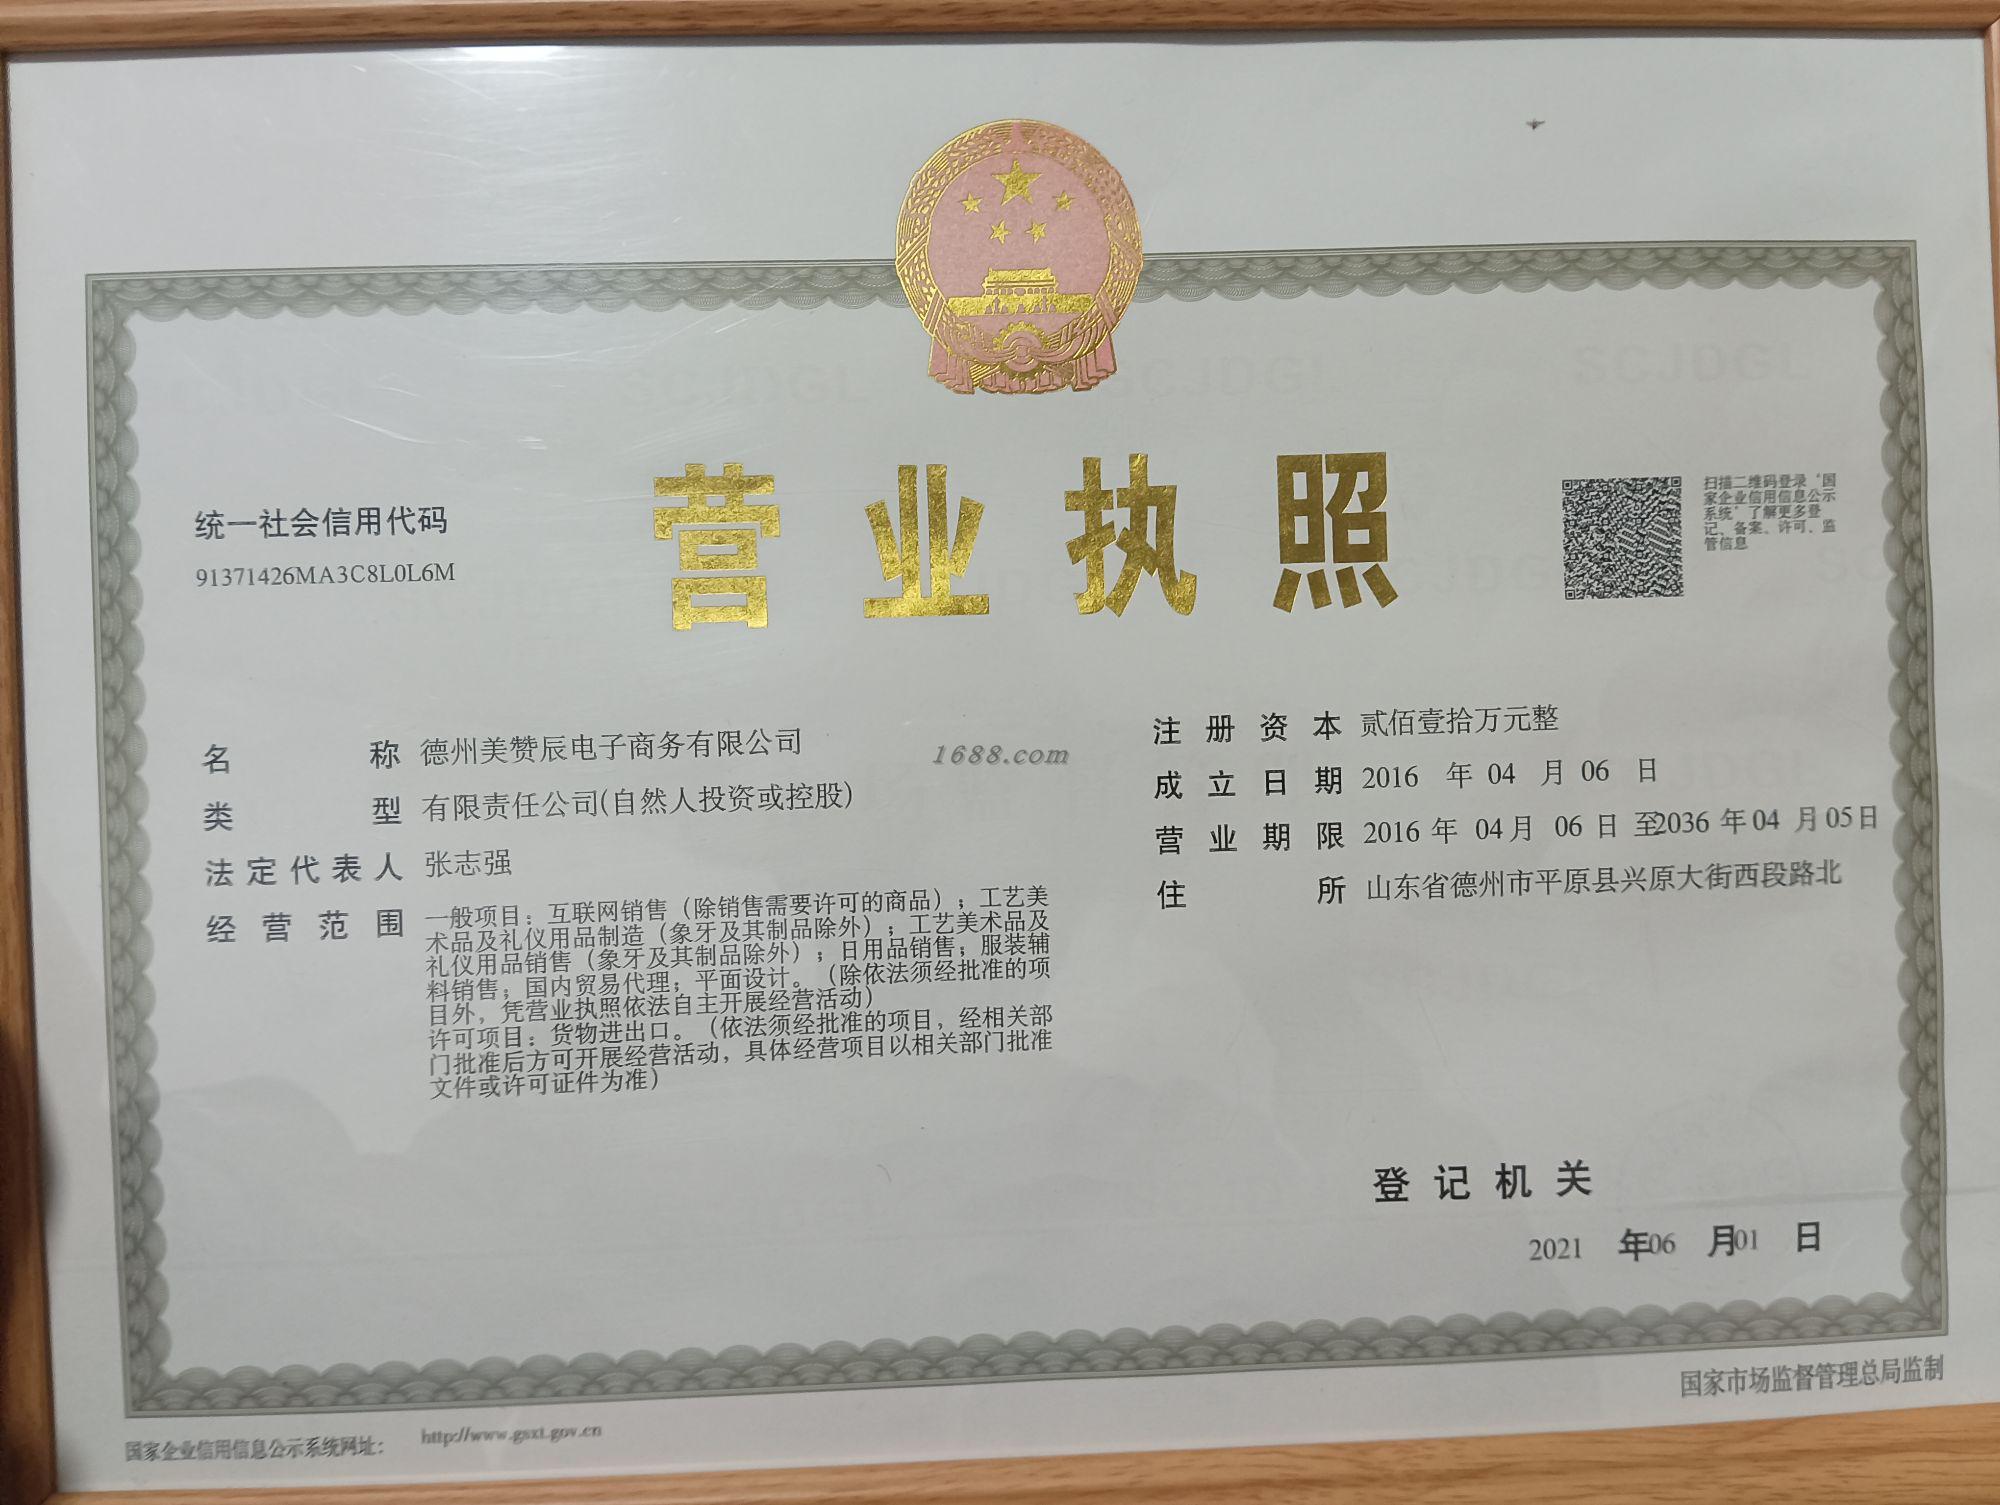 营业执照
统一社会信用代码
91371426MA3C8L0L6M
扫描二维码登录‘国
家企业信用信息公示
系统’了解更多登
记、备案、许可、监
管信息
名称 德州美赞辰电子商务有限公司
类型 有限责任公司(自然人投资或控股)
法定代表人 张志强
经营范围 一般项目：互联网销售（除销售需要许可的商品）；工艺美
术品及礼仪用品制造（象牙及其制品除外）；工艺美术品及
礼仪用品销售（象牙及其制品除外）；日用品销售；服装辅
料销售；国内贸易代理；平面设计。（除依法须经批准的项
目外，凭营业执照依法自主开展经营活动）
许可项目：货物进出口。（依法须经批准的项目，经相关部
门批准后方可开展经营活动，具体经营项目以相关部门批准
文件或许可证件为准）
1688.com
注册资本 贰佰壹拾万元整
成立日期 2016 年 04 月 06 日
营业期限 2016 年 04 月 06 日 至2036 年 04 月 05 日
住所 山东省德州市平原县兴原大街西段路北
登记机关
2021 年 06 月 01 日
国家企业信用信息公示系统网址： http://www.gsxt.gov.cn
国家市场监督管理总局监制